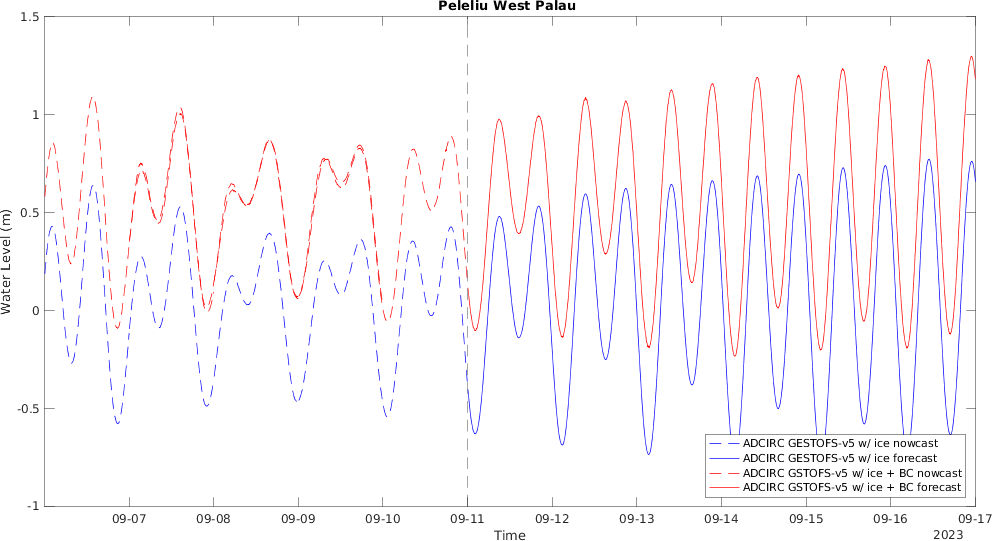 Peleliu West Palau
1.5
1
0.5
0
-0.5
-1
Water Level (m)
09-07 09-08 09-09 09-10 09-11 09-12 09-13 09-14 09-15 09-16 09-17
Time
2023
ADCIRC GESTOFS-v5 w/ ice nowcast
ADCIRC GESTOFS-v5 w/ ice forecast
ADCIRC GSTOFS-v5 w/ ice + BC nowcast
ADCIRC GSTOFS-v5 w/ ice + BC forecast